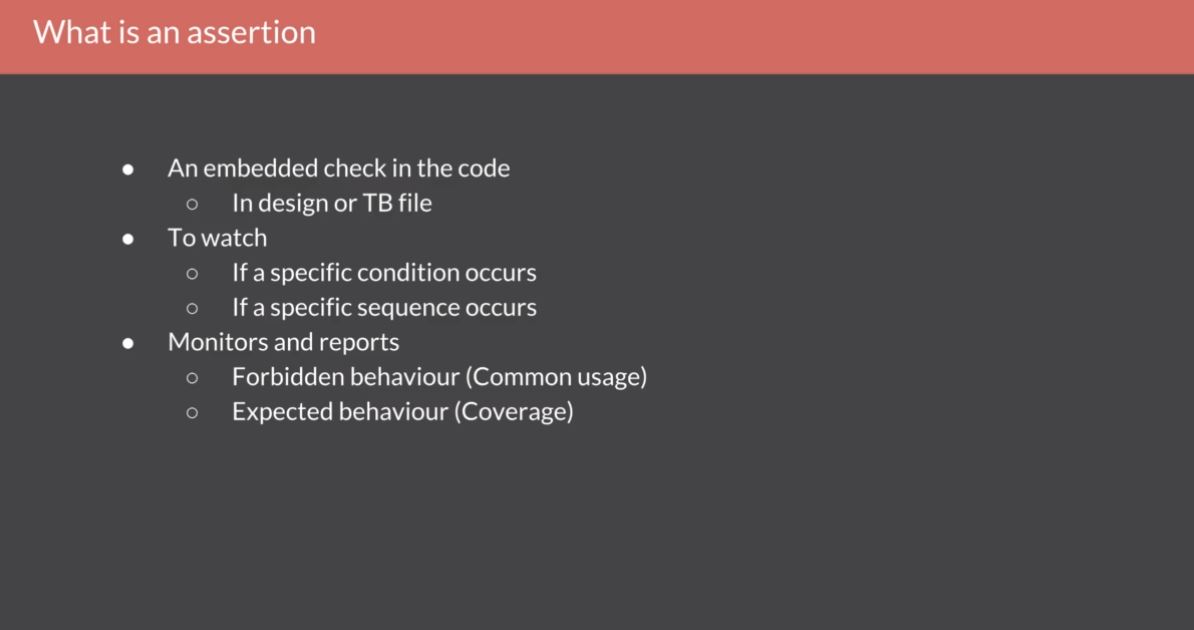 What is an assertion
● An embedded check in the code
○ In design or TB file
● To watch
○ If a specific condition occurs
○ If a specific sequence occurs
● Monitors and reports
○ Forbidden behaviour (Common usage)
○ Expected behaviour (Coverage)